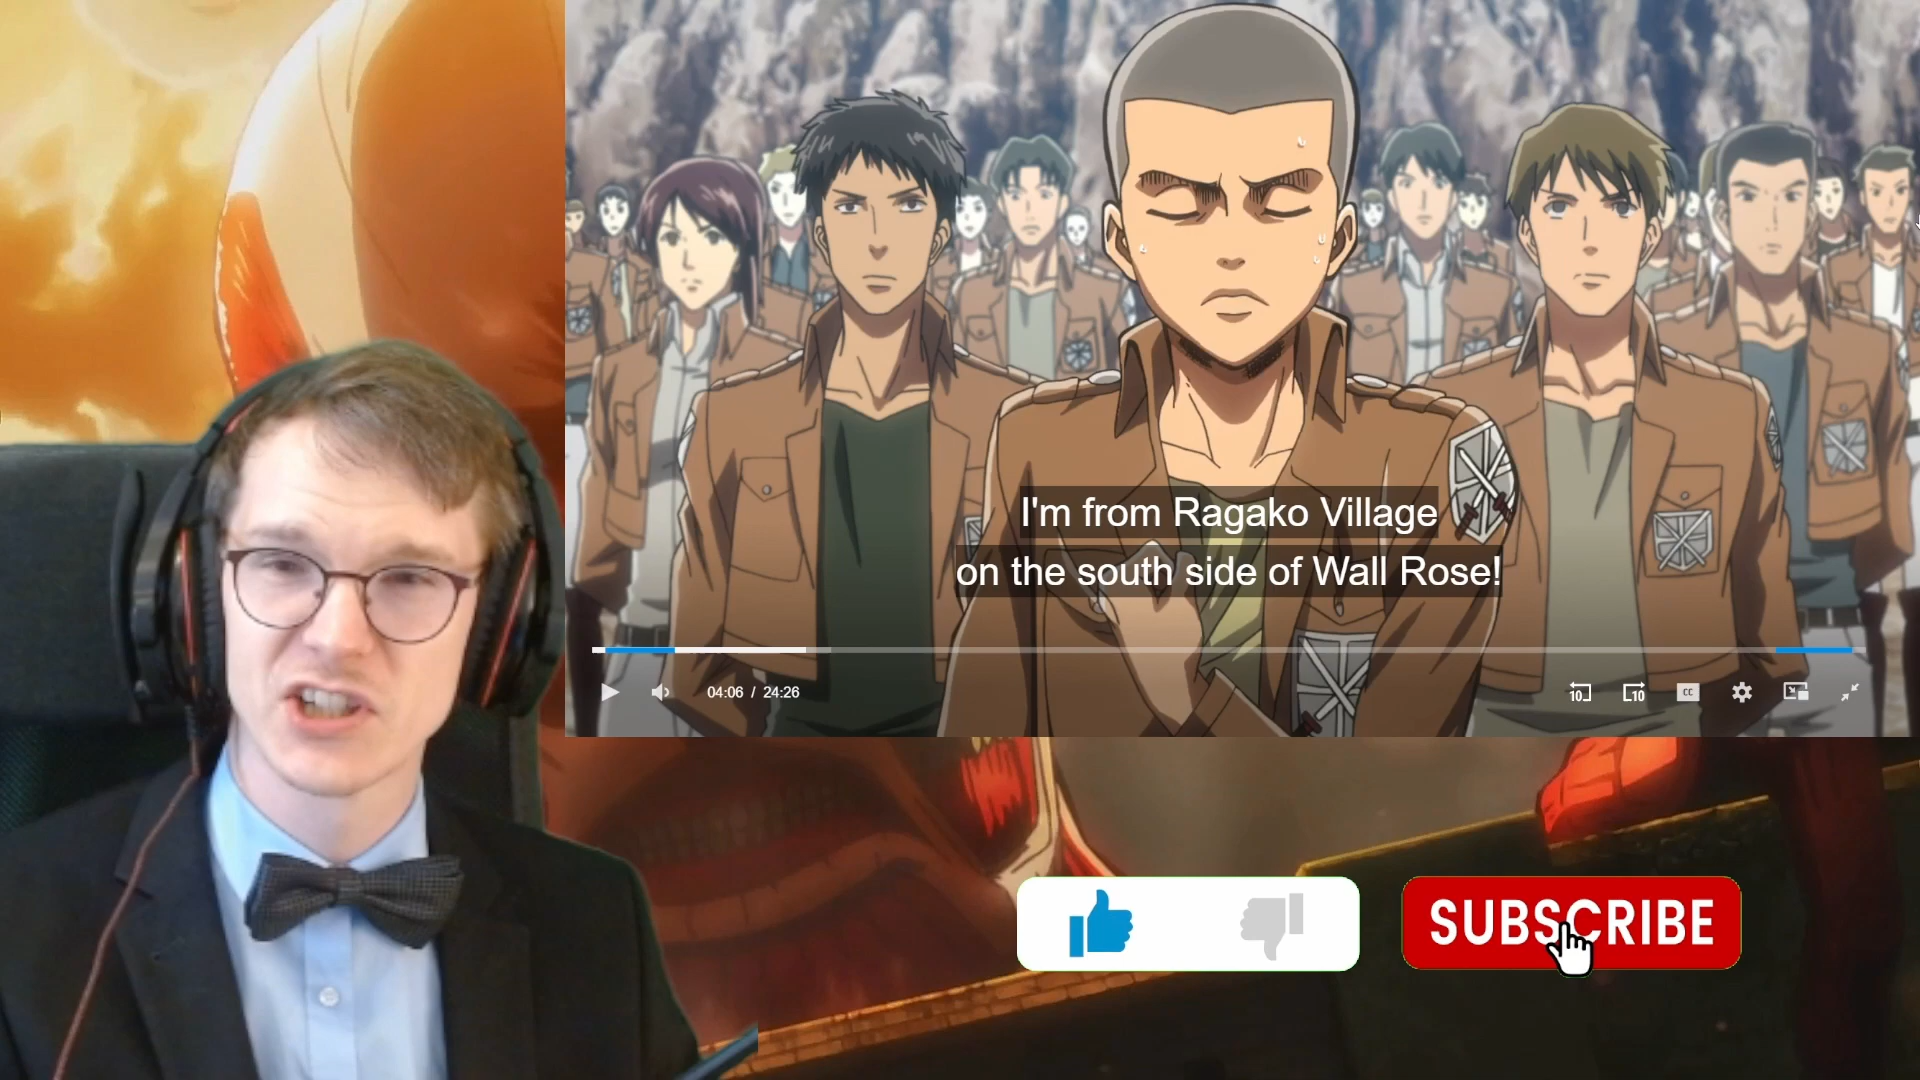 I'm from Ragako Village
on the south side of Wall Rose!
04:06 / 24:26
10
10
CC
SUBSCRIBE